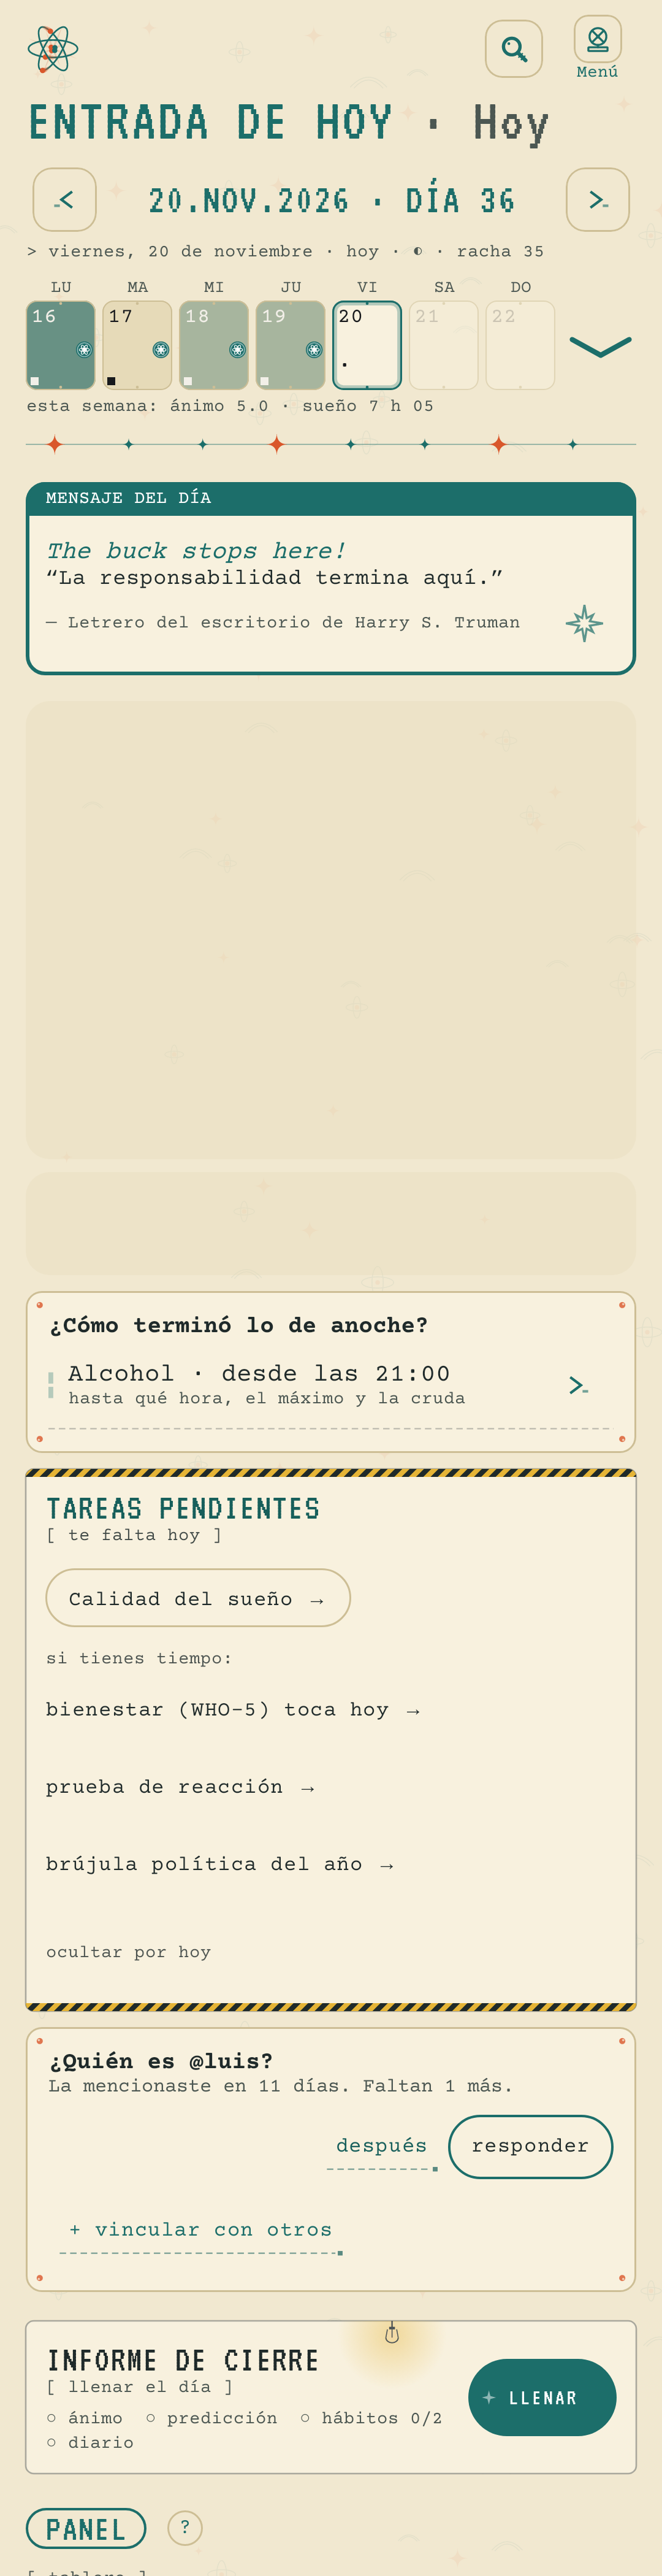 Menú
ENTRADA DE HOY · Hoy
20.NOV.2026 · DÍA 36
> viernes, 20 de noviembre · hoy · ◐ · racha 35
LU MA MI JU VI SA DO
16 17 18 19 20 21 22
esta semana: ánimo 5.0 · sueño 7 h 05
MENSAJE DEL DÍA
The buck stops here!
“La responsabilidad termina aquí.”
— Letrero del escritorio de Harry S. Truman
¿Cómo terminó lo de anoche?
Alcohol · desde las 21:00
hasta qué hora, el máximo y la cruda
TAREAS PENDIENTES
[ te falta hoy ]
Calidad del sueño →
si tienes tiempo:
bienestar (WHO-5) toca hoy →
prueba de reacción →
brújula política del año →
ocultar por hoy
¿Quién es @luis?
La mencionaste en 11 días. Faltan 1 más.
después responder
+ vincular con otros
INFORME DE CIERRE
[ llenar el día ]
LLENAR
○ ánimo ○ predicción ○ hábitos 0/2
○ diario
PANEL ?